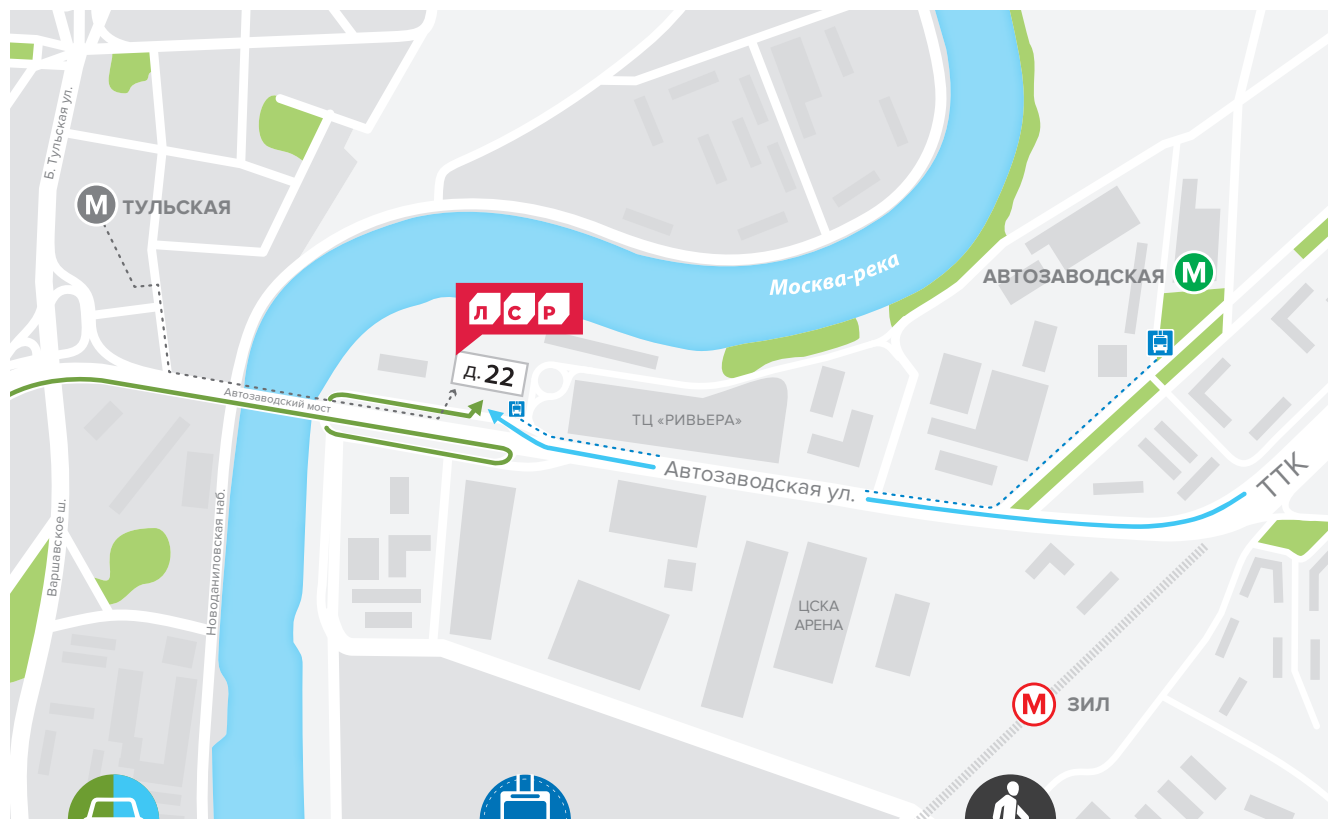 Б. Тульская ул.
М ТУЛЬСКАЯ
Москва-река
АВТОЗАВОДСКАЯ М
ЛСР
д. 22
Автозаводский мост
ТЦ «РИВЬЕРА»
Автозаводская ул.
ТТК
Варшавское ш.
Новоданиловская наб.
ЦСКА
АРЕНА
М ЗИЛ